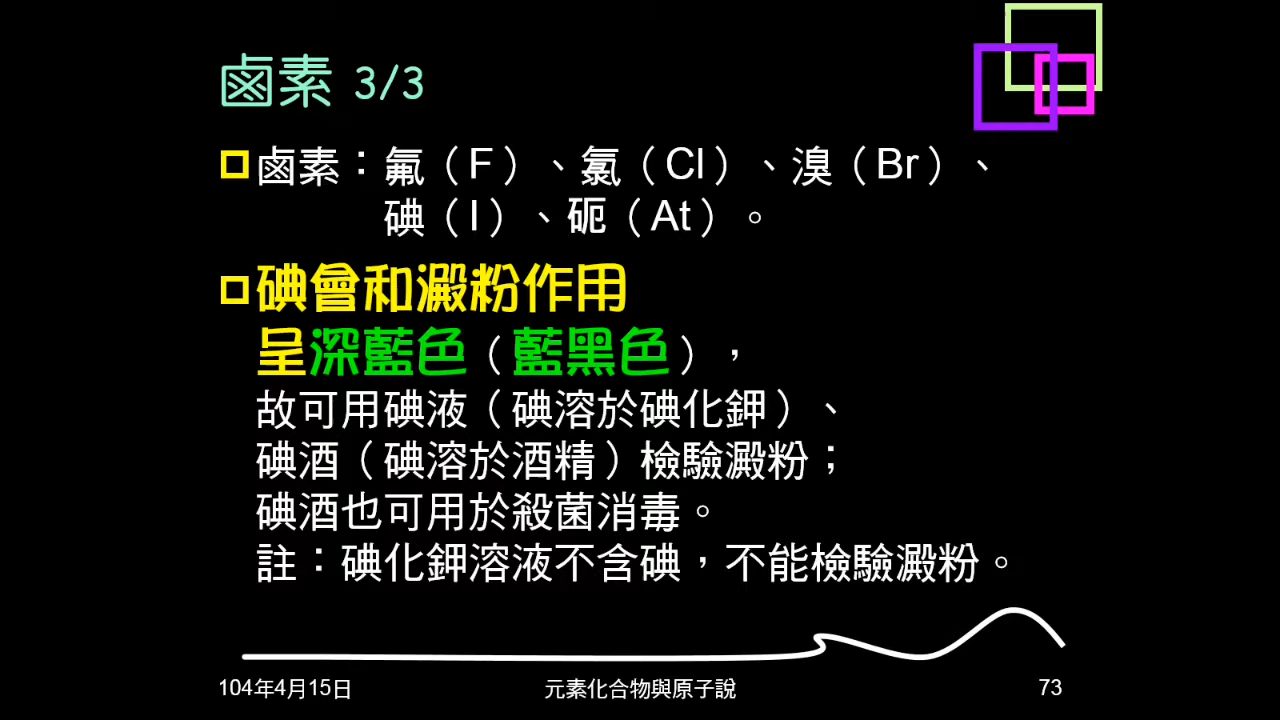 鹵素 3/3
鹵素：氟（F）、氯（Cl）、溴（Br）、
碘（I）、砈（At）。
碘會和澱粉作用
呈深藍色（藍黑色），
故可用碘液（碘溶於碘化鉀）、
碘酒（碘溶於酒精）檢驗澱粉；
碘酒也可用於殺菌消毒。
註：碘化鉀溶液不含碘，不能檢驗澱粉。
104年4月15日
元素化合物與原子說
73